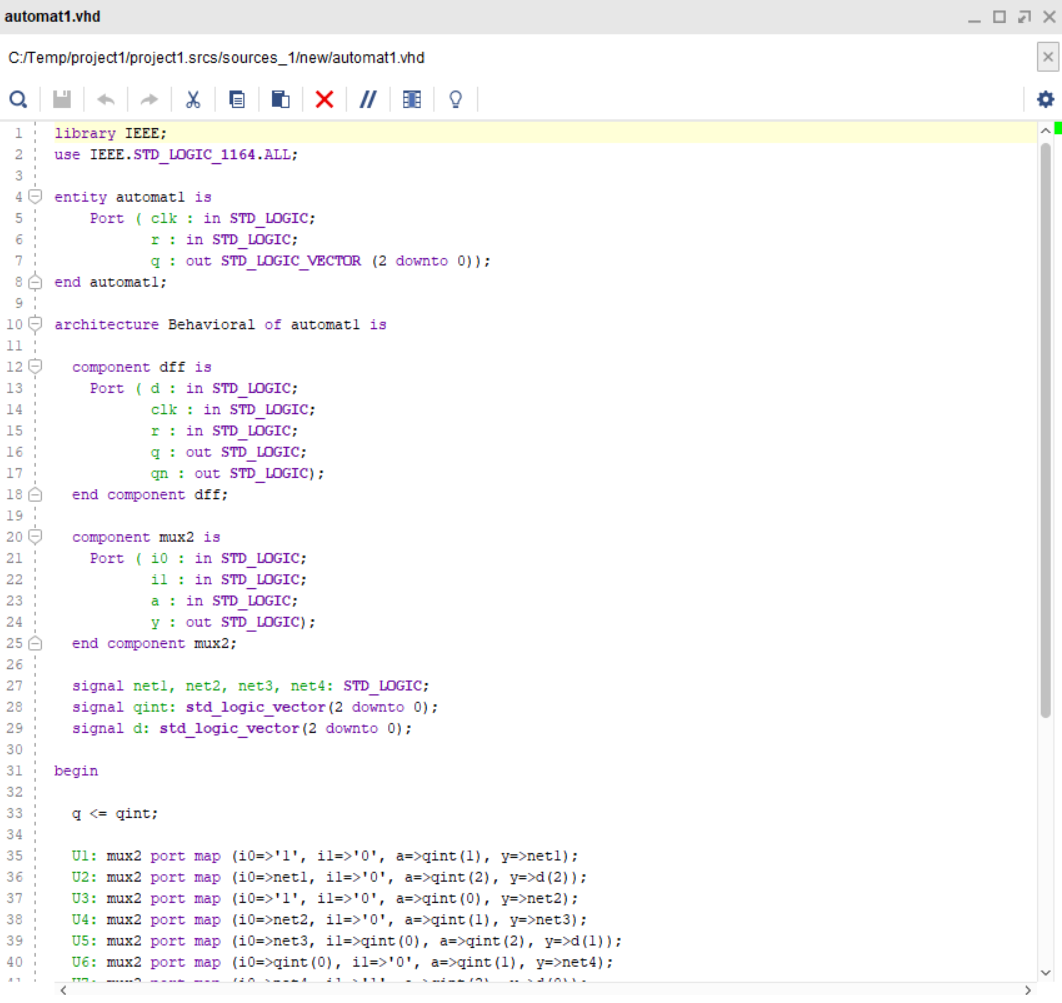 automat1.vhd
C:/Temp/project1/project1.srcs/sources_1/new/automat1.vhd
1 library IEEE;
2 use IEEE.STD_LOGIC_1164.ALL;
3
4 entity automat1 is
5 Port ( clk : in STD_LOGIC;
6 r : in STD_LOGIC;
7 q : out STD_LOGIC_VECTOR (2 downto 0));
8 end automat1;
9
10 architecture Behavioral of automat1 is
11
12 component dff is
13 Port ( d : in STD_LOGIC;
14 clk : in STD_LOGIC;
15 r : in STD_LOGIC;
16 q : out STD_LOGIC;
17 qn : out STD_LOGIC);
18 end component dff;
19
20 component mux2 is
21 Port ( i0 : in STD_LOGIC;
22 i1 : in STD_LOGIC;
23 a : in STD_LOGIC;
24 y : out STD_LOGIC);
25 end component mux2;
26
27 signal net1, net2, net3, net4: STD_LOGIC;
28 signal qint: std_logic_vector(2 downto 0);
29 signal d: std_logic_vector(2 downto 0);
30
31 begin
32
33 q <= qint;
34
35 U1: mux2 port map (i0=>'1', i1=>'0', a=>qint(1), y=>net1);
36 U2: mux2 port map (i0=>net1, i1=>'0', a=>qint(2), y=>d(2));
37 U3: mux2 port map (i0=>'1', i1=>'0', a=>qint(0), y=>net2);
38 U4: mux2 port map (i0=>net2, i1=>'0', a=>qint(1), y=>net3);
39 U5: mux2 port map (i0=>net3, i1=>qint(0), a=>qint(2), y=>d(1));
40 U6: mux2 port map (i0=>qint(0), i1=>'0', a=>qint(1), y=>net4);